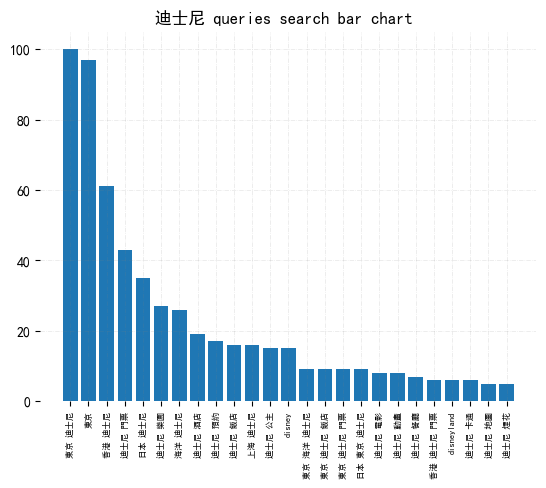 迪士尼 queries search bar chart
100
80
60
40
20
0
東京 迪士尼
東京
香港 迪士尼
迪士尼 門票
日本 迪士尼
迪士尼 樂園
海洋 迪士尼
迪士尼 酒店
迪士尼 預約
迪士尼 飯店
上海 迪士尼
迪士尼 公主
disney
東京 海洋 迪士尼
東京 迪士尼 飯店
東京 迪士尼 門票
日本 東京 迪士尼
迪士尼 電影
迪士尼 動畫
迪士尼 餐廳
香港 迪士尼 門票
disneyland
迪士尼 卡通
迪士尼 地圖
迪士尼 煙花